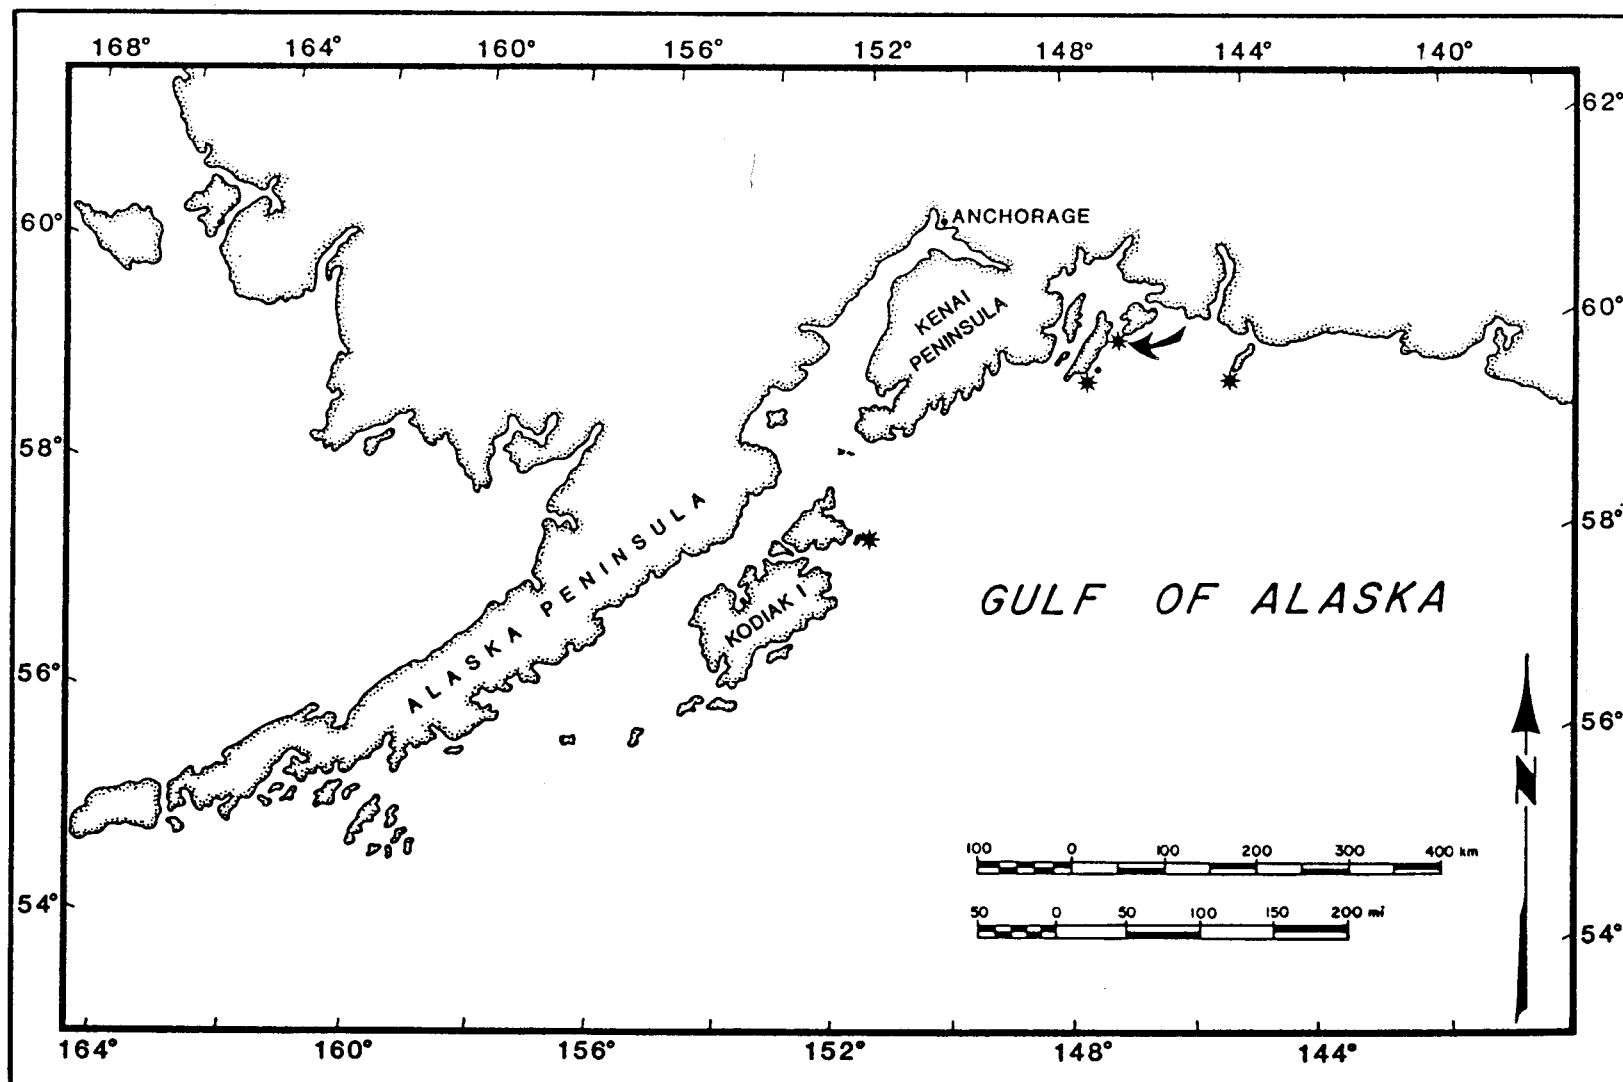 168° 164° 160° 156° 152° 148° 144° 140°
62°
60°
ANCHORAGE
60°
KENAI
PENINSULA
58°
58°
ALASKA PENINSULA
GULF OF ALASKA
KODIAK I
56°
56°
N
100 0 100 200 300 400 km
54°
50 0 50 100 150 200 mi
54°
164° 160° 156° 152° 148° 144°